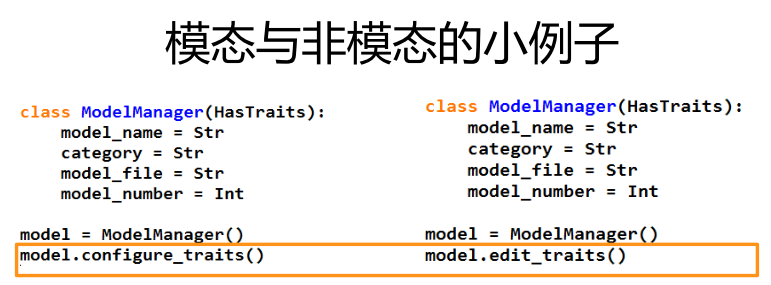 模态与非模态的小例子
class ModelManager(HasTraits):
    model_name = Str
    category = Str
    model_file = Str
    model_number = Int
model = ModelManager()
model.configure_traits()
class ModelManager(HasTraits):
    model_name = Str
    category = Str
    model_file = Str
    model_number = Int
model = ModelManager()
model.edit_traits()